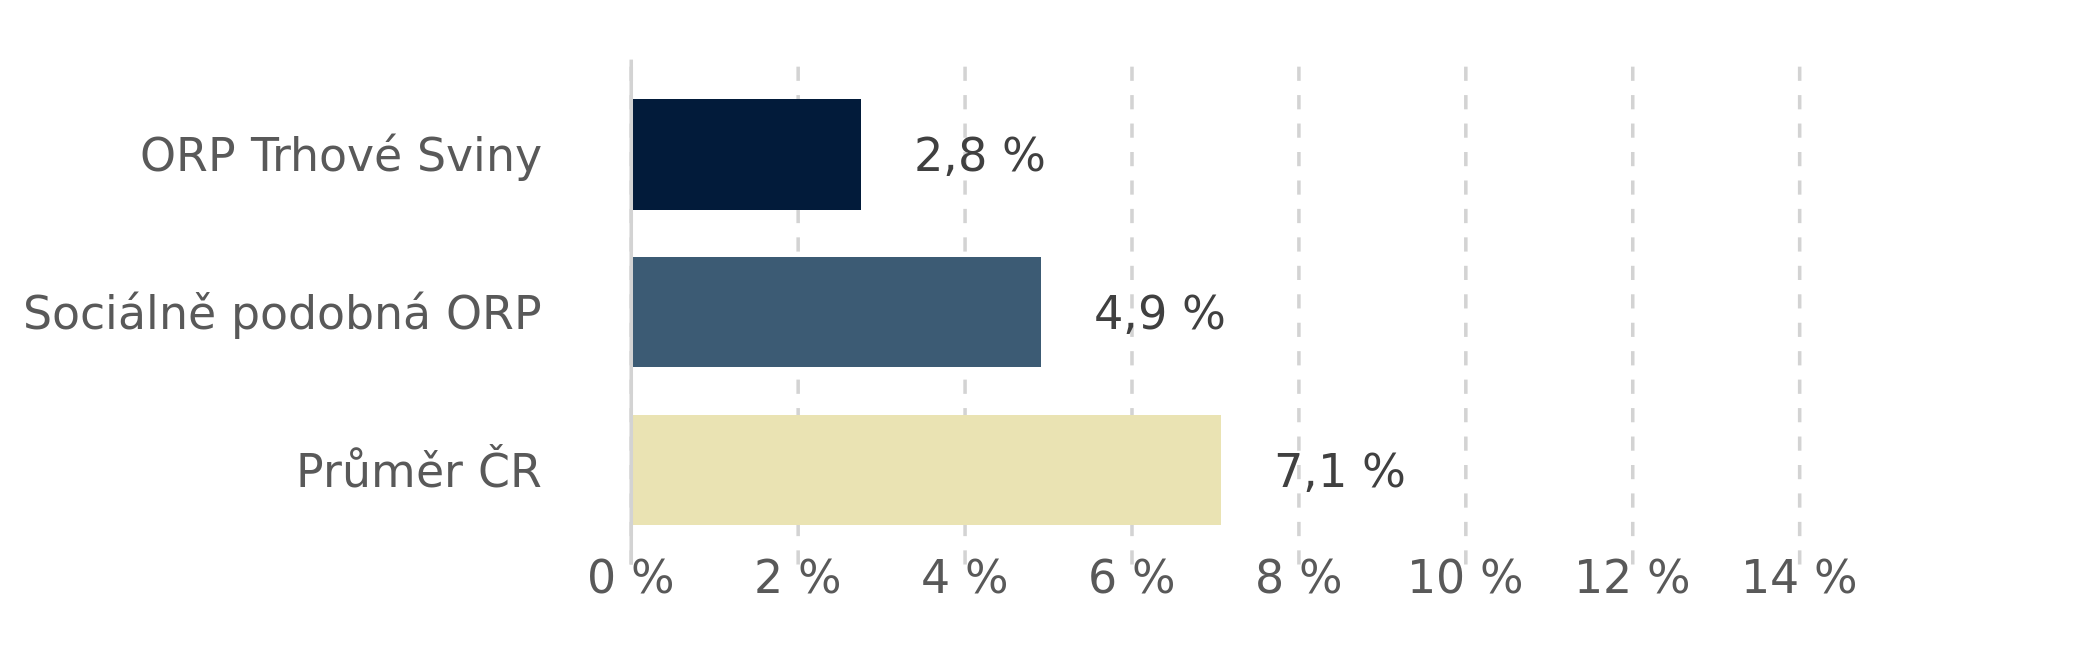 ORP Trhové Sviny 2,8 %
Sociálně podobná ORP 4,9 %
Průměr ČR 7,1 %
0 % 2 % 4 % 6 % 8 % 10 % 12 % 14 %